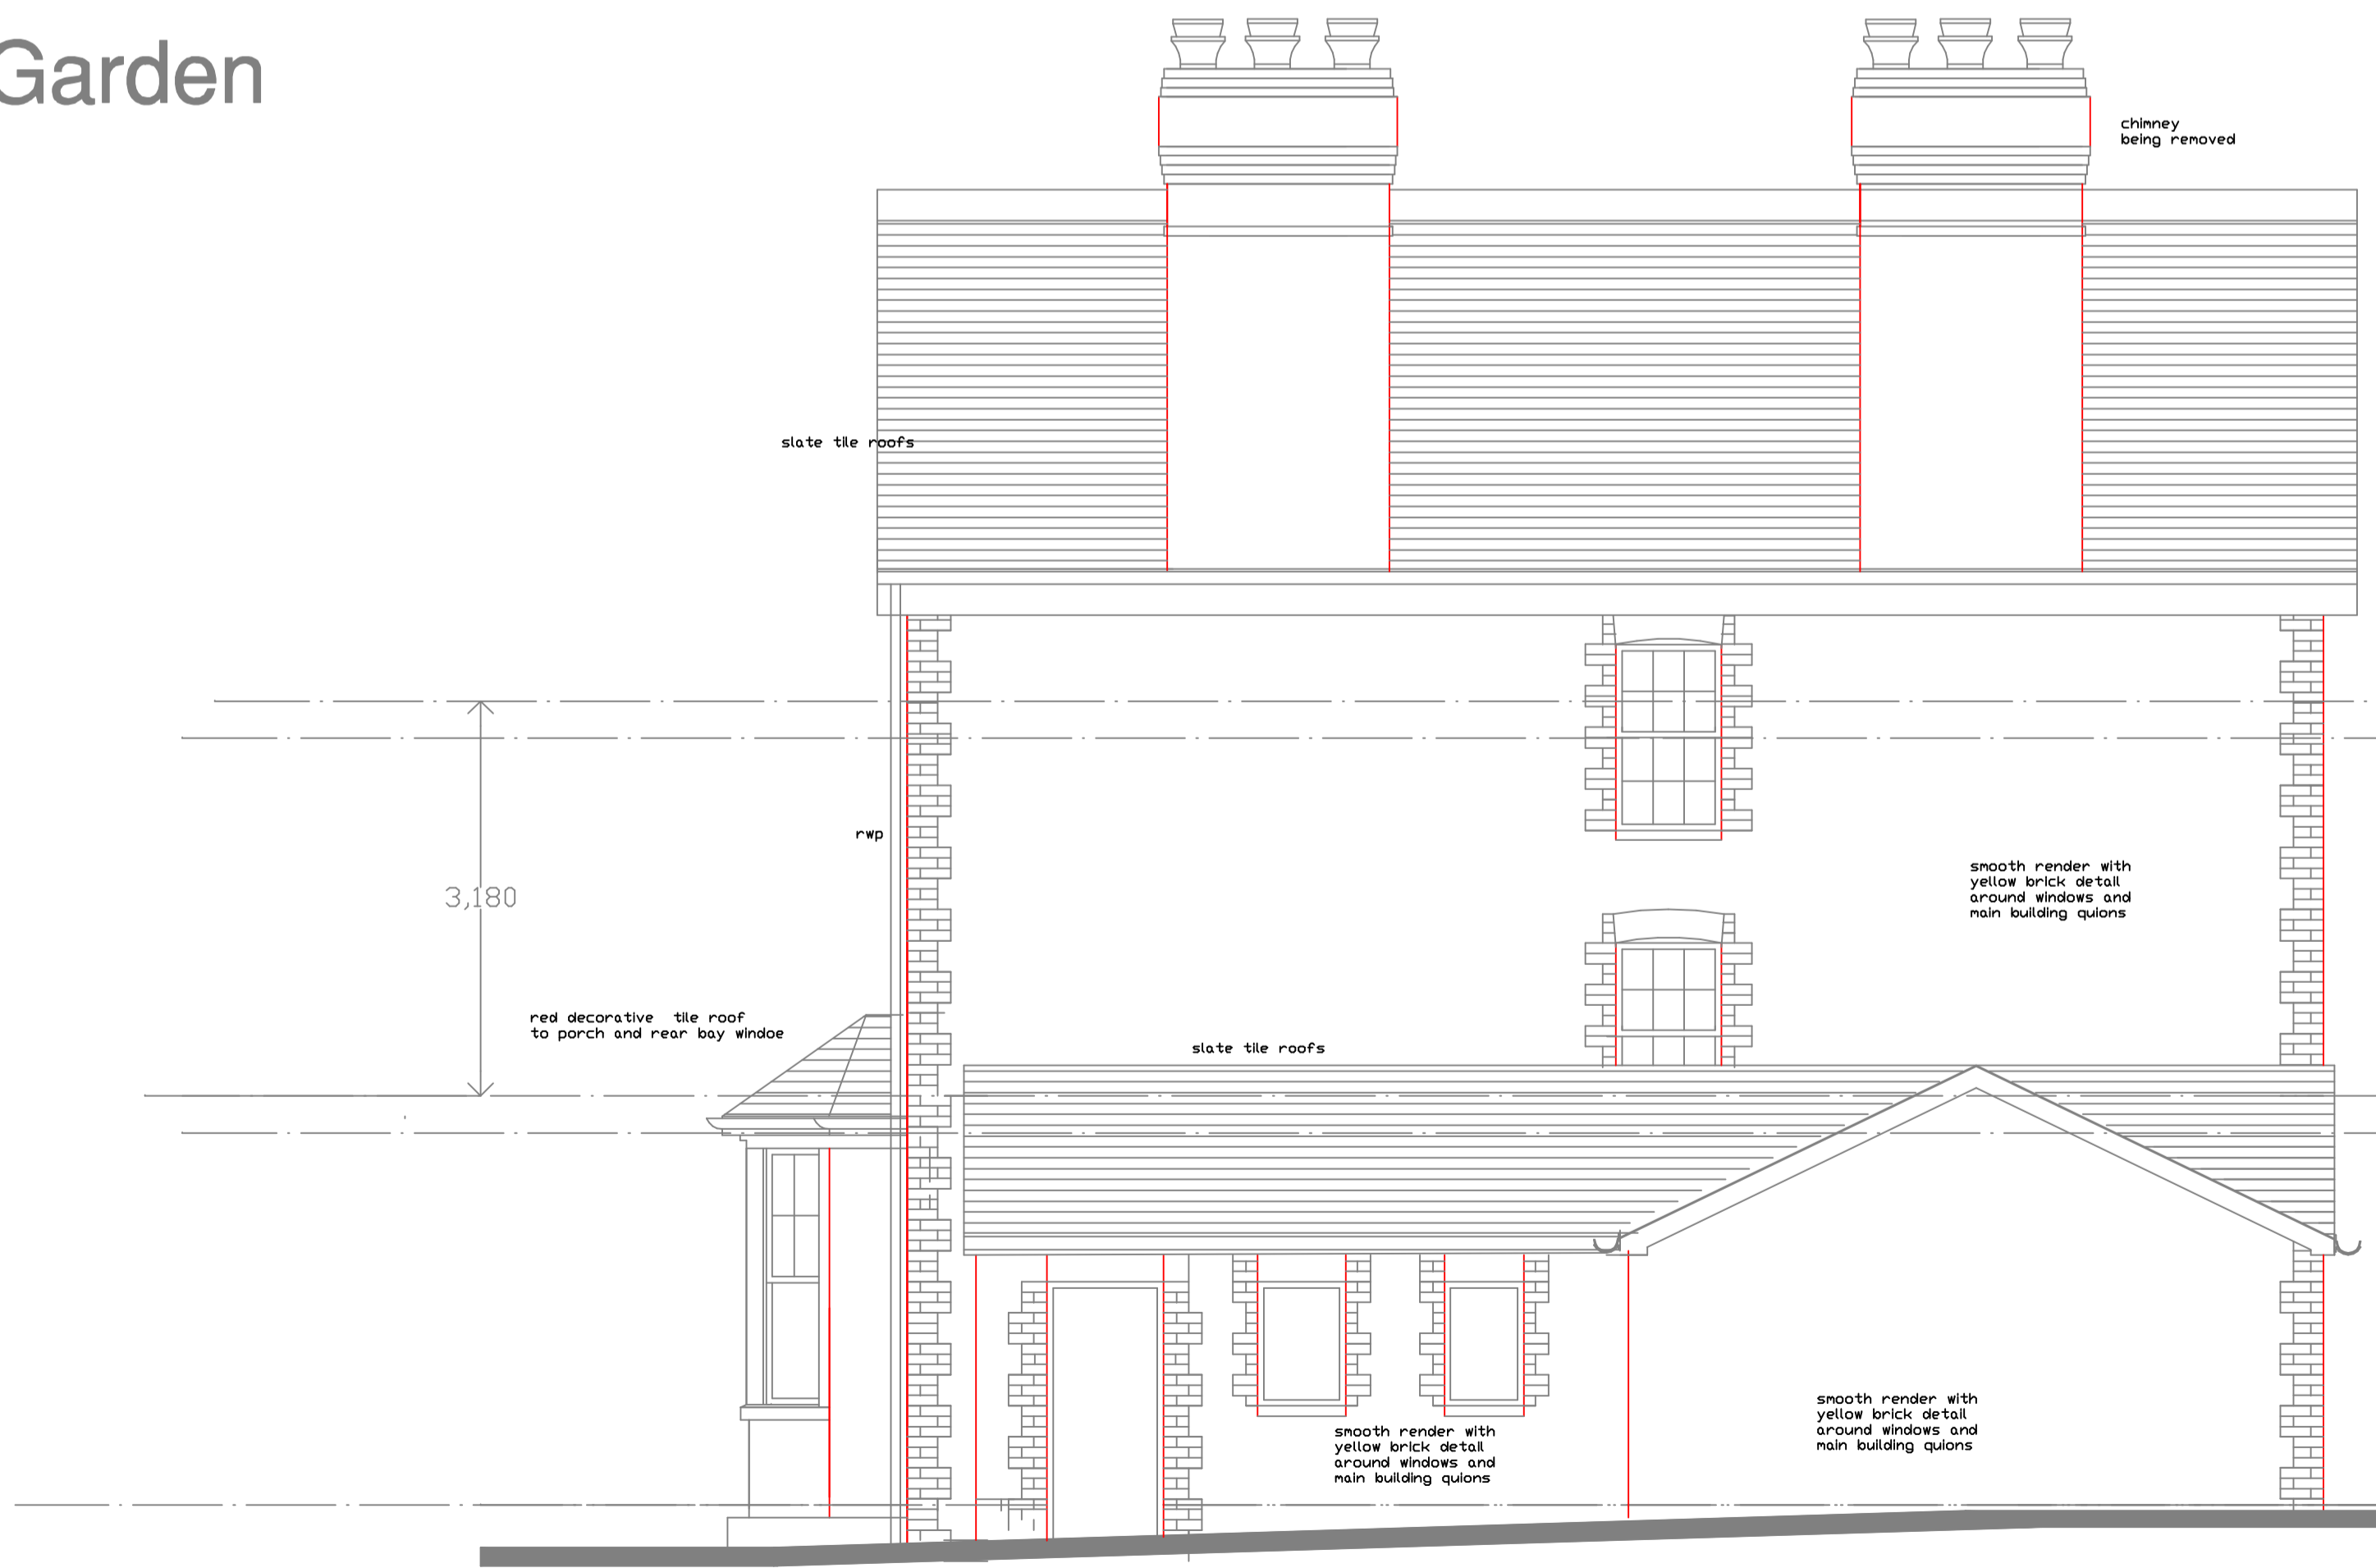 Garden
chimney
being removed
slate tile roofs
rwp
3,180
smooth render with
yellow brick detail
around windows and
main building quions
red decorative tile roof
to porch and rear bay windoe
slate tile roofs
smooth render with
yellow brick detail
around windows and
main building quions
smooth render with
yellow brick detail
around windows and
main building quions